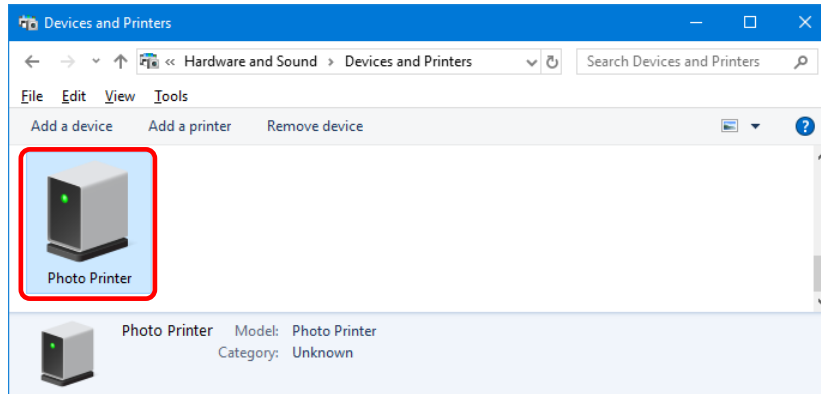 Devices and Printers
« Hardware and Sound › Devices and Printers Search Devices and Printers
File Edit View Tools
Add a device Add a printer Remove device ?
Photo Printer
Photo Printer Model: Photo Printer
Category: Unknown